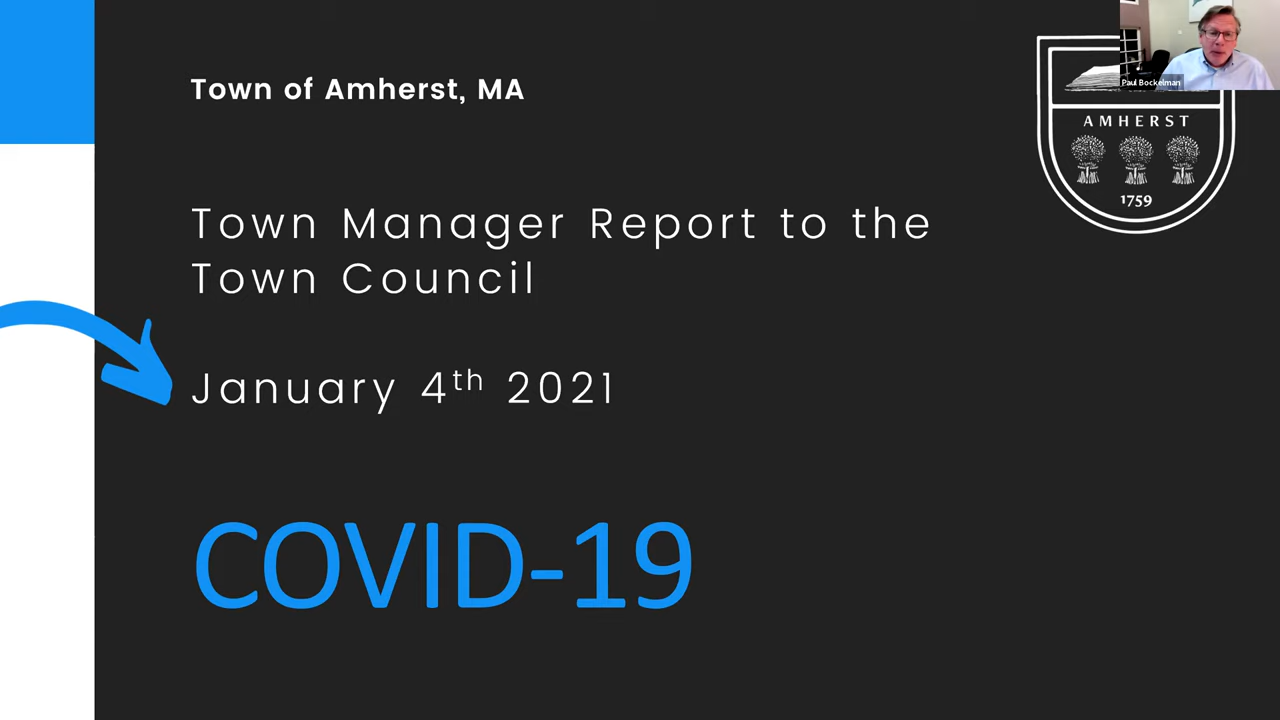 Town of Amherst, MA
Paul Bockelman
AMHERST
1759
Town Manager Report to the
Town Council
January 4th 2021
COVID-19